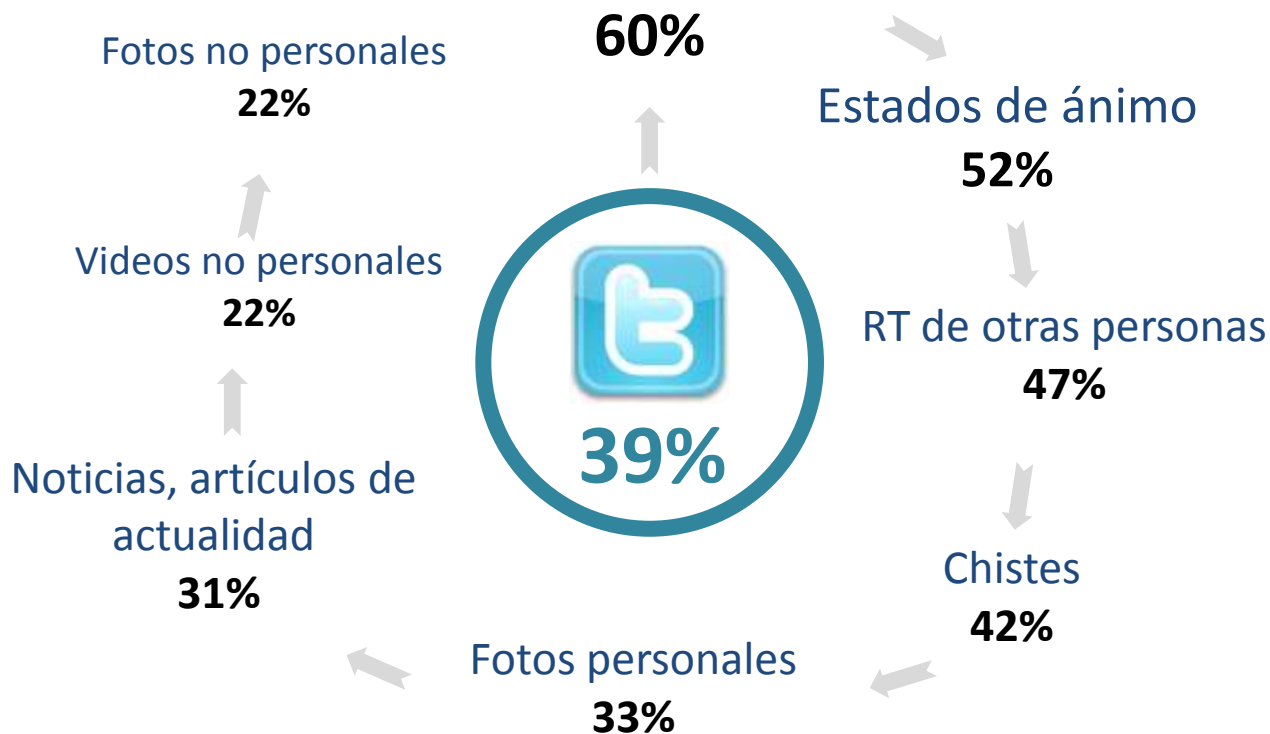 60%
Estados de ánimo
52%
RT de otras personas
47%
Chistes
42%
Fotos personales
33%
Noticias, artículos de
actualidad
31%
Videos no personales
22%
Fotos no personales
22%
39%